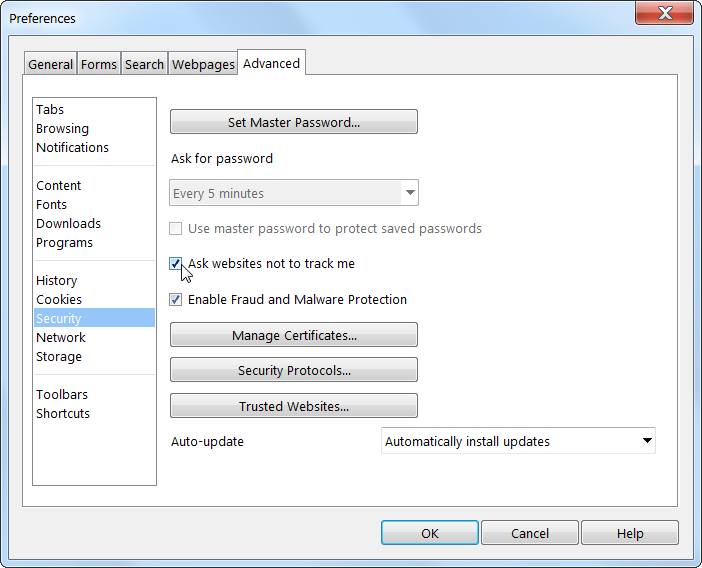 Preferences
General Forms Search Webpages Advanced
Tabs
Browsing
Notifications
Content
Fonts
Downloads
Programs
History
Cookies
Security
Network
Storage
Toolbars
Shortcuts
Set Master Password...
Ask for password
Every 5 minutes
Use master password to protect saved passwords
Ask websites not to track me
Enable Fraud and Malware Protection
Manage Certificates...
Security Protocols...
Trusted Websites...
Auto-update Automatically install updates
OK Cancel Help